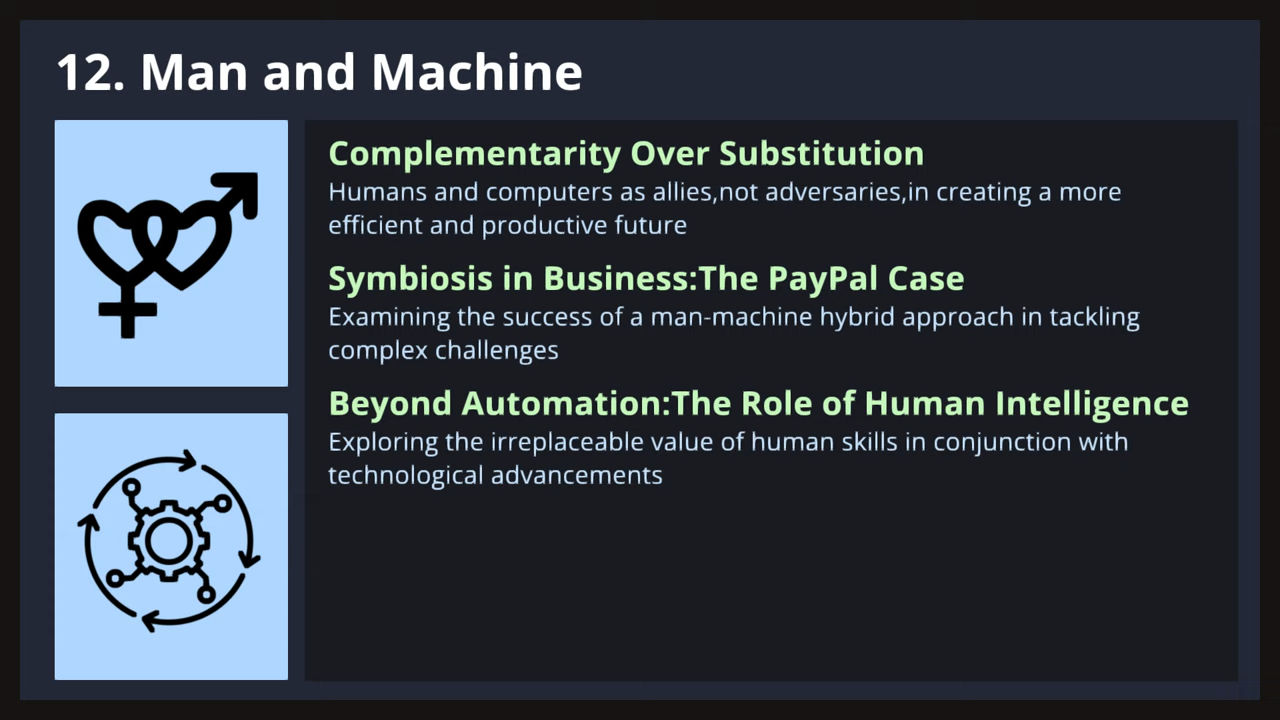 12. Man and Machine
Complementarity Over Substitution
Humans and computers as allies,not adversaries,in creating a more
efficient and productive future
Symbiosis in Business:The PayPal Case
Examining the success of a man-machine hybrid approach in tackling
complex challenges
Beyond Automation:The Role of Human Intelligence
Exploring the irreplaceable value of human skills in conjunction with
technological advancements